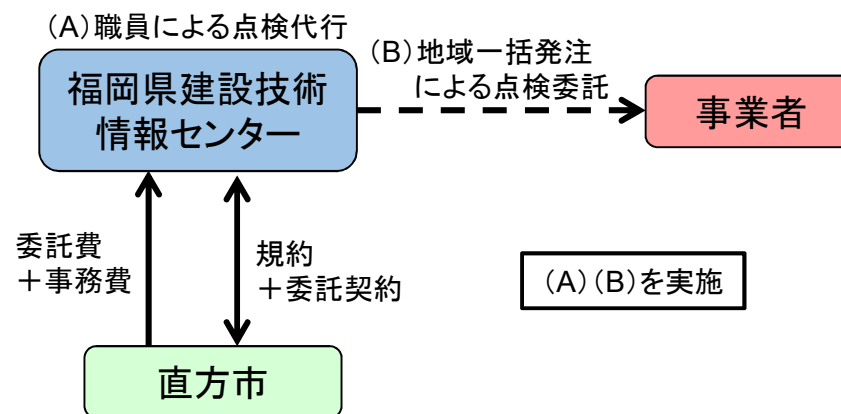 (A)職員による点検代行
福岡県建設技術
情報センター
(B)地域一括発注
による点検委託
事業者
委託費
＋事務費
規約
＋委託契約
(A)(B)を実施
直方市